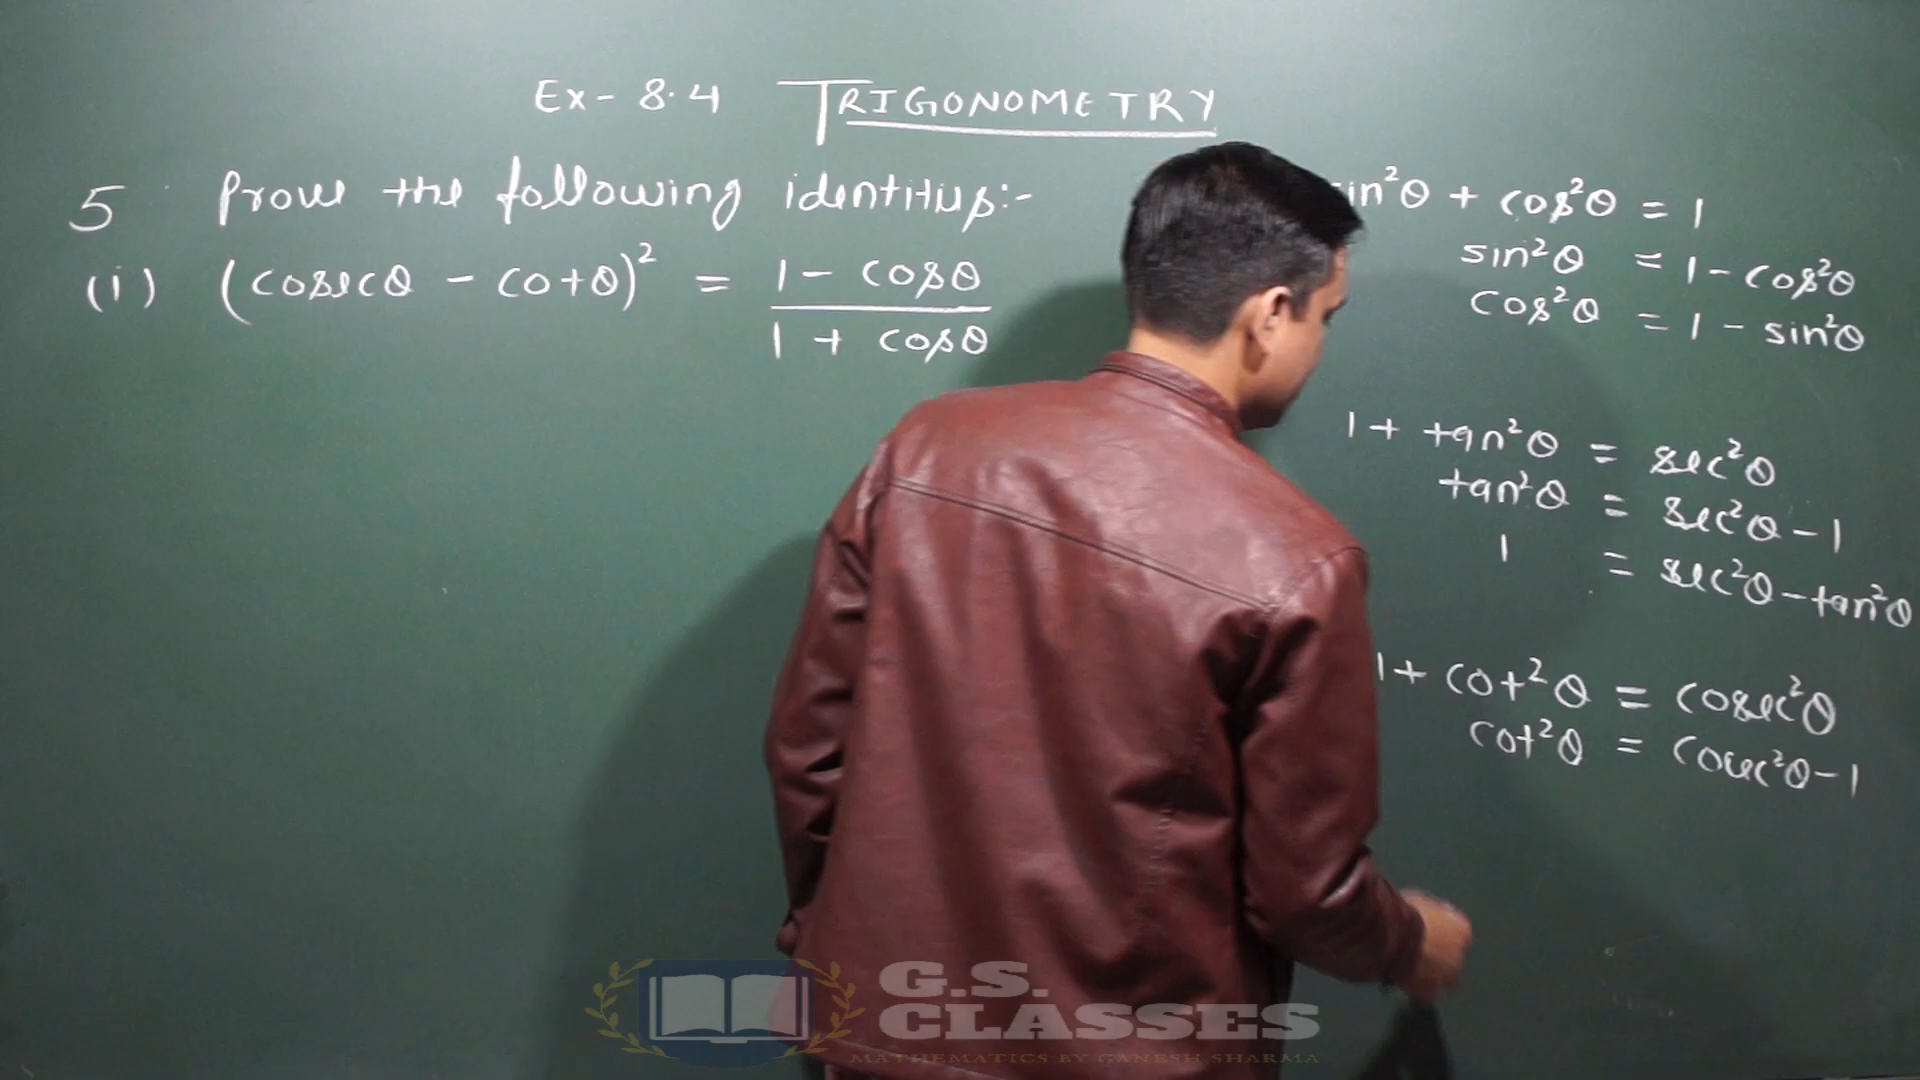 Ex - 8.4 TRIGONOMETRY
5 Prove the following identities:-
(i) (cosecθ - cotθ)² = 1 - cosθ
1 + cosθ
sin²θ + cos²θ = 1
sin²θ = 1 - cos²θ
cos²θ = 1 - sin²θ
1 + tan²θ = sec²θ
tan²θ = sec²θ - 1
1 = sec²θ - tan²θ
1 + cot²θ = cosec²θ
cot²θ = cosec²θ - 1
G.S.
CLASSES
MATHEMATICS BY GANESH SHARMA